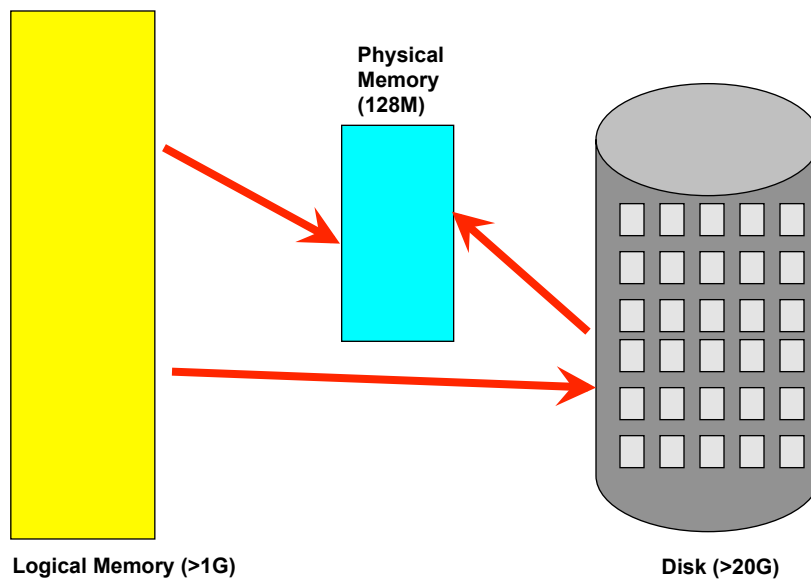 Physical
Memory
(128M)
Logical Memory (>1G)
Disk (>20G)